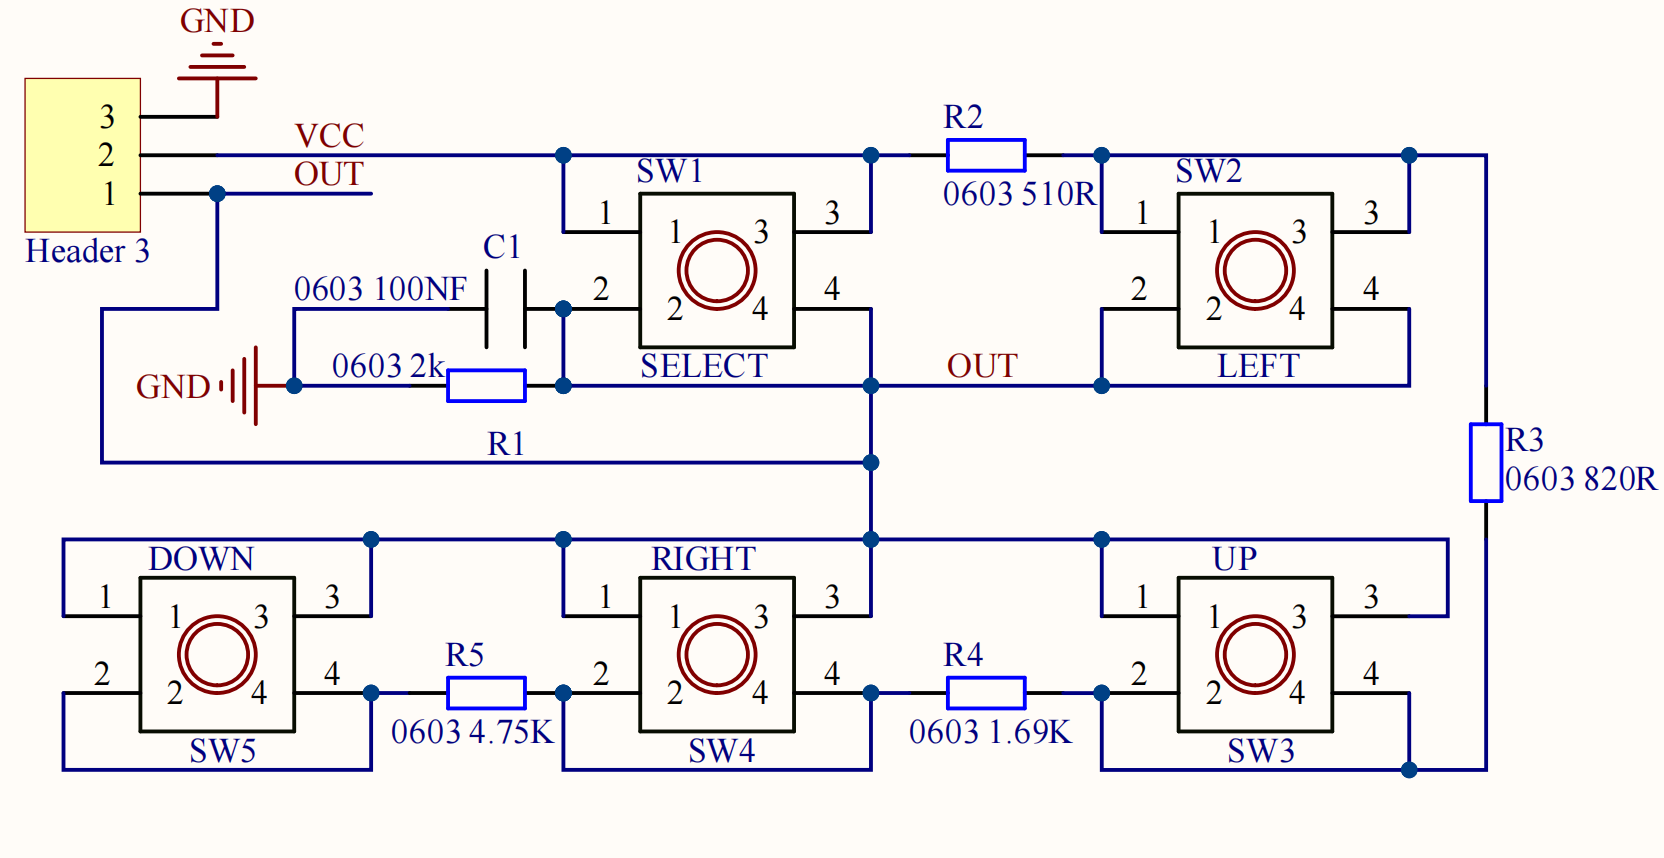 GND
3
2
1
Header 3
VCC
OUT
SW1
1
1
3
3
2
2
4
4
SELECT
R2
0603 510R
SW2
1
1
3
3
2
2
4
4
LEFT
C1
0603 100NF
0603 2k
GND
R1
OUT
R3
0603 820R
DOWN
1
1
3
3
2
2
4
4
SW5
R5
0603 4.75K
RIGHT
1
1
3
3
2
2
4
4
SW4
R4
0603 1.69K
UP
1
1
3
3
2
2
4
4
SW3